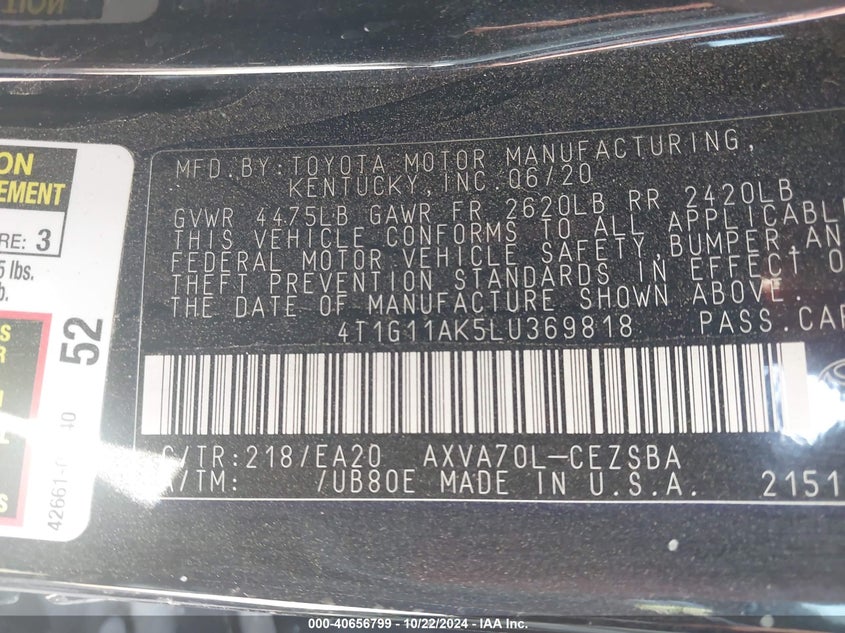 ION
EMENT
RE: 3
5 lbs.
b.
52
42661-
40
MFD.BY:TOYOTA MOTOR MANUFACTURING,
KENTUCKY,INC.06/20
GVWR 4475LB GAWR FR 2620LB RR 2420LB
THIS VEHICLE CONFORMS TO ALL APPLICABL
FEDERAL MOTOR VEHICLE SAFETY,BUMPER,AN
THEFT PREVENTION STANDARDS IN EFFECT O
THE DATE OF MANUFACTURE SHOWN ABOVE.
4T1G11AK5LU369818 PASS.CAR
C/TR:218/EA20 AXVA70L-CEZSBA
A/TM: /UB80E MADE IN U.S.A. 2151
000-40656799 - 10/22/2024 - © IAA Inc.